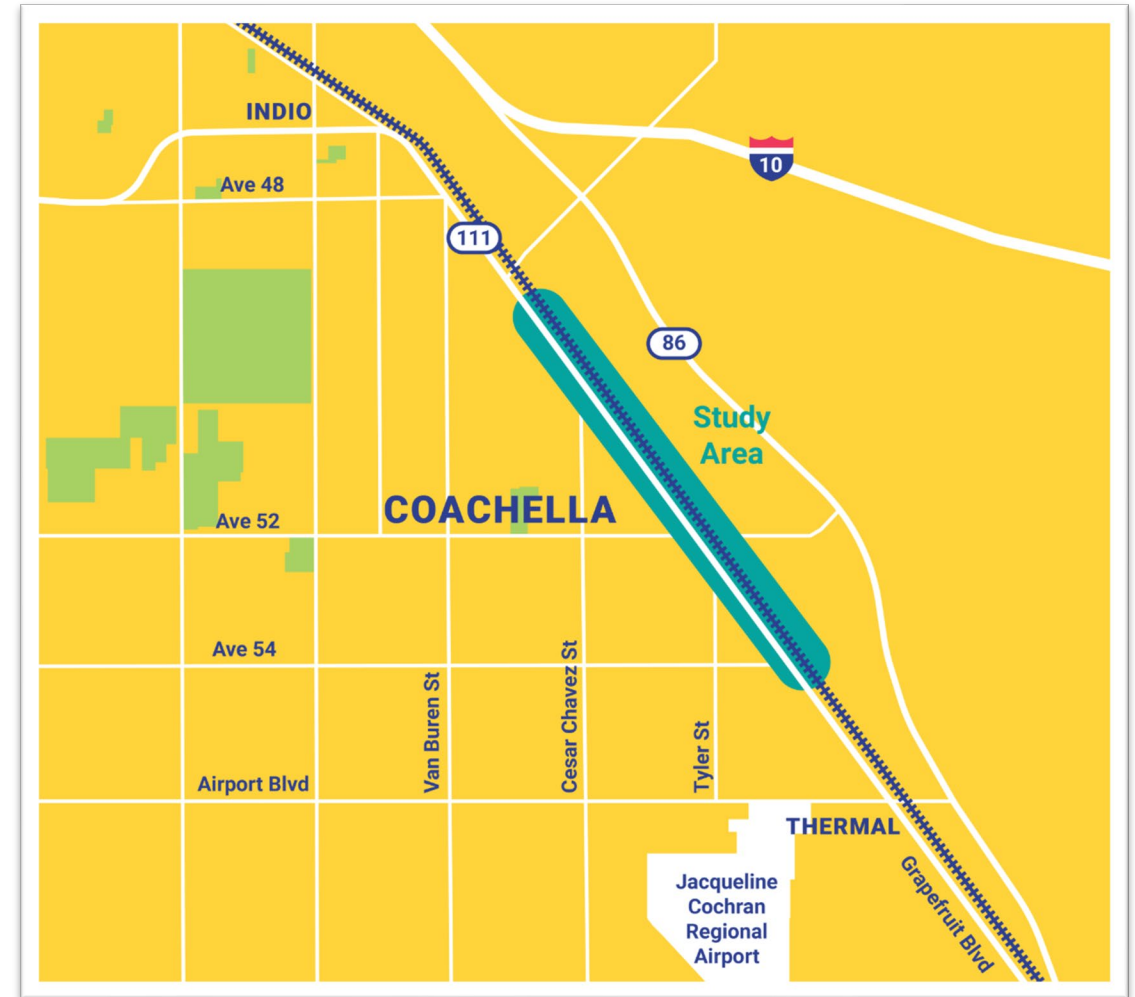 INDIO
10
Ave 48
111
86
Study
Area
COACHELLA
Ave 52
Ave 54
Van Buren St
Cesar Chavez St
Tyler St
Airport Blvd
THERMAL
Grapefruit Blvd
Jacqueline
Cochran
Regional
Airport